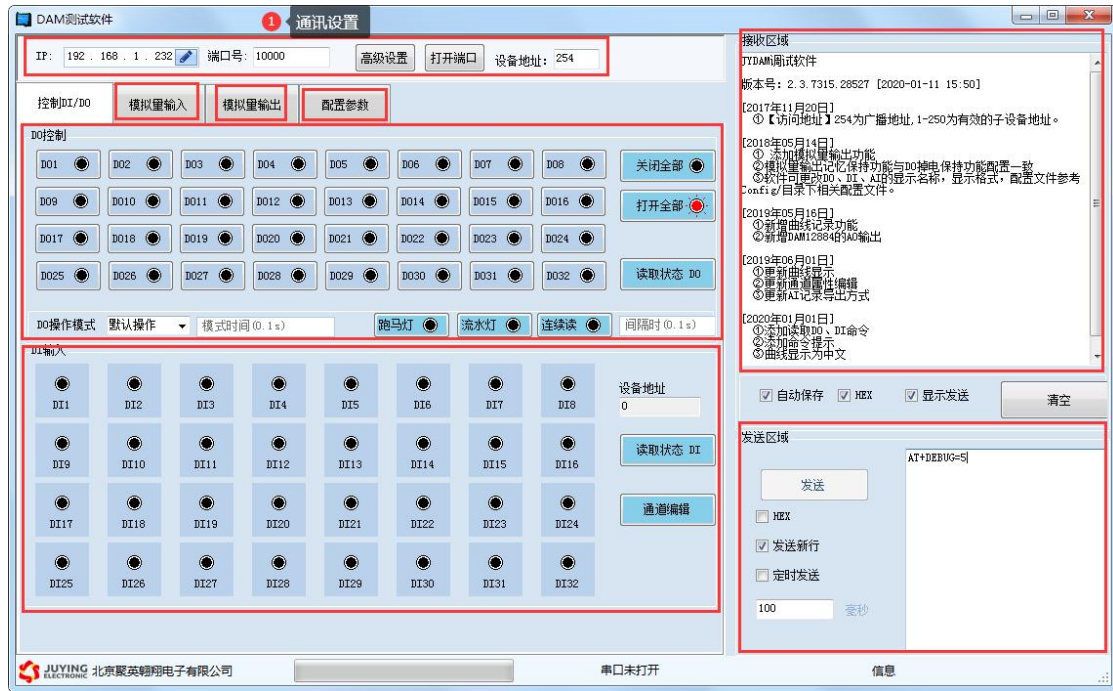 DAM测试软件
1 通讯设置
IP: 192 . 168 . 1 . 232 端口号: 10000 高级设置 打开端口 设备地址: 254
控制DI/DO 模拟量输入 模拟量输出 配置参数
DO控制
DO1 DO2 DO3 DO4 DO5 DO6 DO7 DO8 关闭全部
DO9 DO10 DO11 DO12 DO13 DO14 DO15 DO16 打开全部
DO17 DO18 DO19 DO20 DO21 DO22 DO23 DO24
DO25 DO26 DO27 DO28 DO29 DO30 DO31 DO32 读取状态 DO
DO操作模式 默认操作 模式时间(0.1s) 跑马灯 流水灯 连续读 间隔时(0.1s)
DI输入
DI1 DI2 DI3 DI4 DI5 DI6 DI7 DI8
设备地址
0
DI9 DI10 DI11 DI12 DI13 DI14 DI15 DI16
读取状态 DI
DI17 DI18 DI19 DI20 DI21 DI22 DI23 DI24
通道编辑
DI25 DI26 DI27 DI28 DI29 DI30 DI31 DI32
接收区域
JYDAM调试软件
版本号: 2.3.7315.28527 [2020-01-11 15:50]
[2017年11月20日]
①【访问地址】254为广播地址,1-250为有效的子设备地址。
[2018年05月14日]
① 添加模拟量输出功能
②模拟量输出记忆保持功能与DO掉电保持功能配置一致
③软件可更改DO、DI、AI的显示名称，显示格式，配置文件参考
Config/目录下相关配置文件。
[2019年05月16日]
①新增曲线记录功能
②新增DAM12884的AO输出
[2019年06月01日]
①更新曲线显示
②更新通道属性编辑
③更新AI记录导出方式
[2020年01月01日]
①添加读取DO、DI命令
②添加命令提示
③曲线显示为中文
自动保存 HEX 显示发送 清空
发送区域
AT+DEBUG=5
发送
HEX
发送新行
定时发送
100 毫秒
JUYING ELECTRONIC 北京聚英翱翔电子有限公司 串口未打开 信息